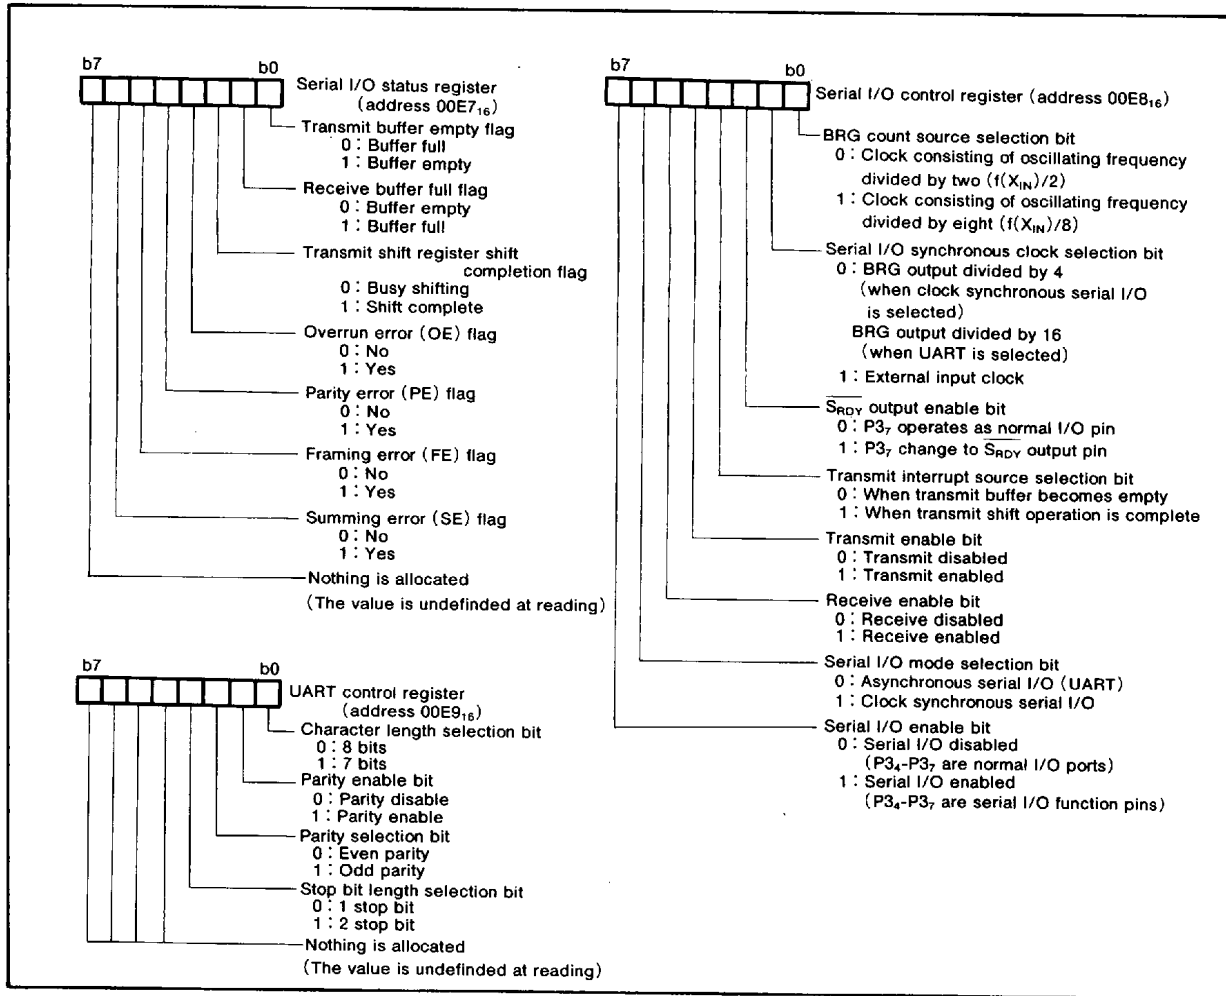 b7 b0
Serial I/O status register
(address 00E7₁₆)
Transmit buffer empty flag
0 : Buffer full
1 : Buffer empty
Receive buffer full flag
0 : Buffer empty
1 : Buffer full
Transmit shift register shift
completion flag
0 : Busy shifting
1 : Shift complete
Overrun error (OE) flag
0 : No
1 : Yes
Parity error (PE) flag
0 : No
1 : Yes
Framing error (FE) flag
0 : No
1 : Yes
Summing error (SE) flag
0 : No
1 : Yes
Nothing is allocated
(The value is undefinded at reading)
b7 b0
UART control register
(address 00E9₁₆)
Character length selection bit
0 : 8 bits
1 : 7 bits
Parity enable bit
0 : Parity disable
1 : Parity enable
Parity selection bit
0 : Even parity
1 : Odd parity
Stop bit length selection bit
0 : 1 stop bit
1 : 2 stop bit
Nothing is allocated
(The value is undefinded at reading)
b7 b0
Serial I/O control register (address 00E8₁₆)
BRG count source selection bit
0 : Clock consisting of oscillating frequency
divided by two (f(X_IN)/2)
1 : Clock consisting of oscillating frequency
divided by eight (f(X_IN)/8)
Serial I/O synchronous clock selection bit
0 : BRG output divided by 4
(when clock synchronous serial I/O
is selected)
BRG output divided by 16
(when UART is selected)
1 : External input clock
S̅_R̅D̅Y̅ output enable bit
0 : P3₇ operates as normal I/O pin
1 : P3₇ change to S̅_R̅D̅Y̅ output pin
Transmit interrupt source selection bit
0 : When transmit buffer becomes empty
1 : When transmit shift operation is complete
Transmit enable bit
0 : Transmit disabled
1 : Transmit enabled
Receive enable bit
0 : Receive disabled
1 : Receive enabled
Serial I/O mode selection bit
0 : Asynchronous serial I/O (UART)
1 : Clock synchronous serial I/O
Serial I/O enable bit
0 : Serial I/O disabled
(P3₄-P3₇ are normal I/O ports)
1 : Serial I/O enabled
(P3₄-P3₇ are serial I/O function pins)